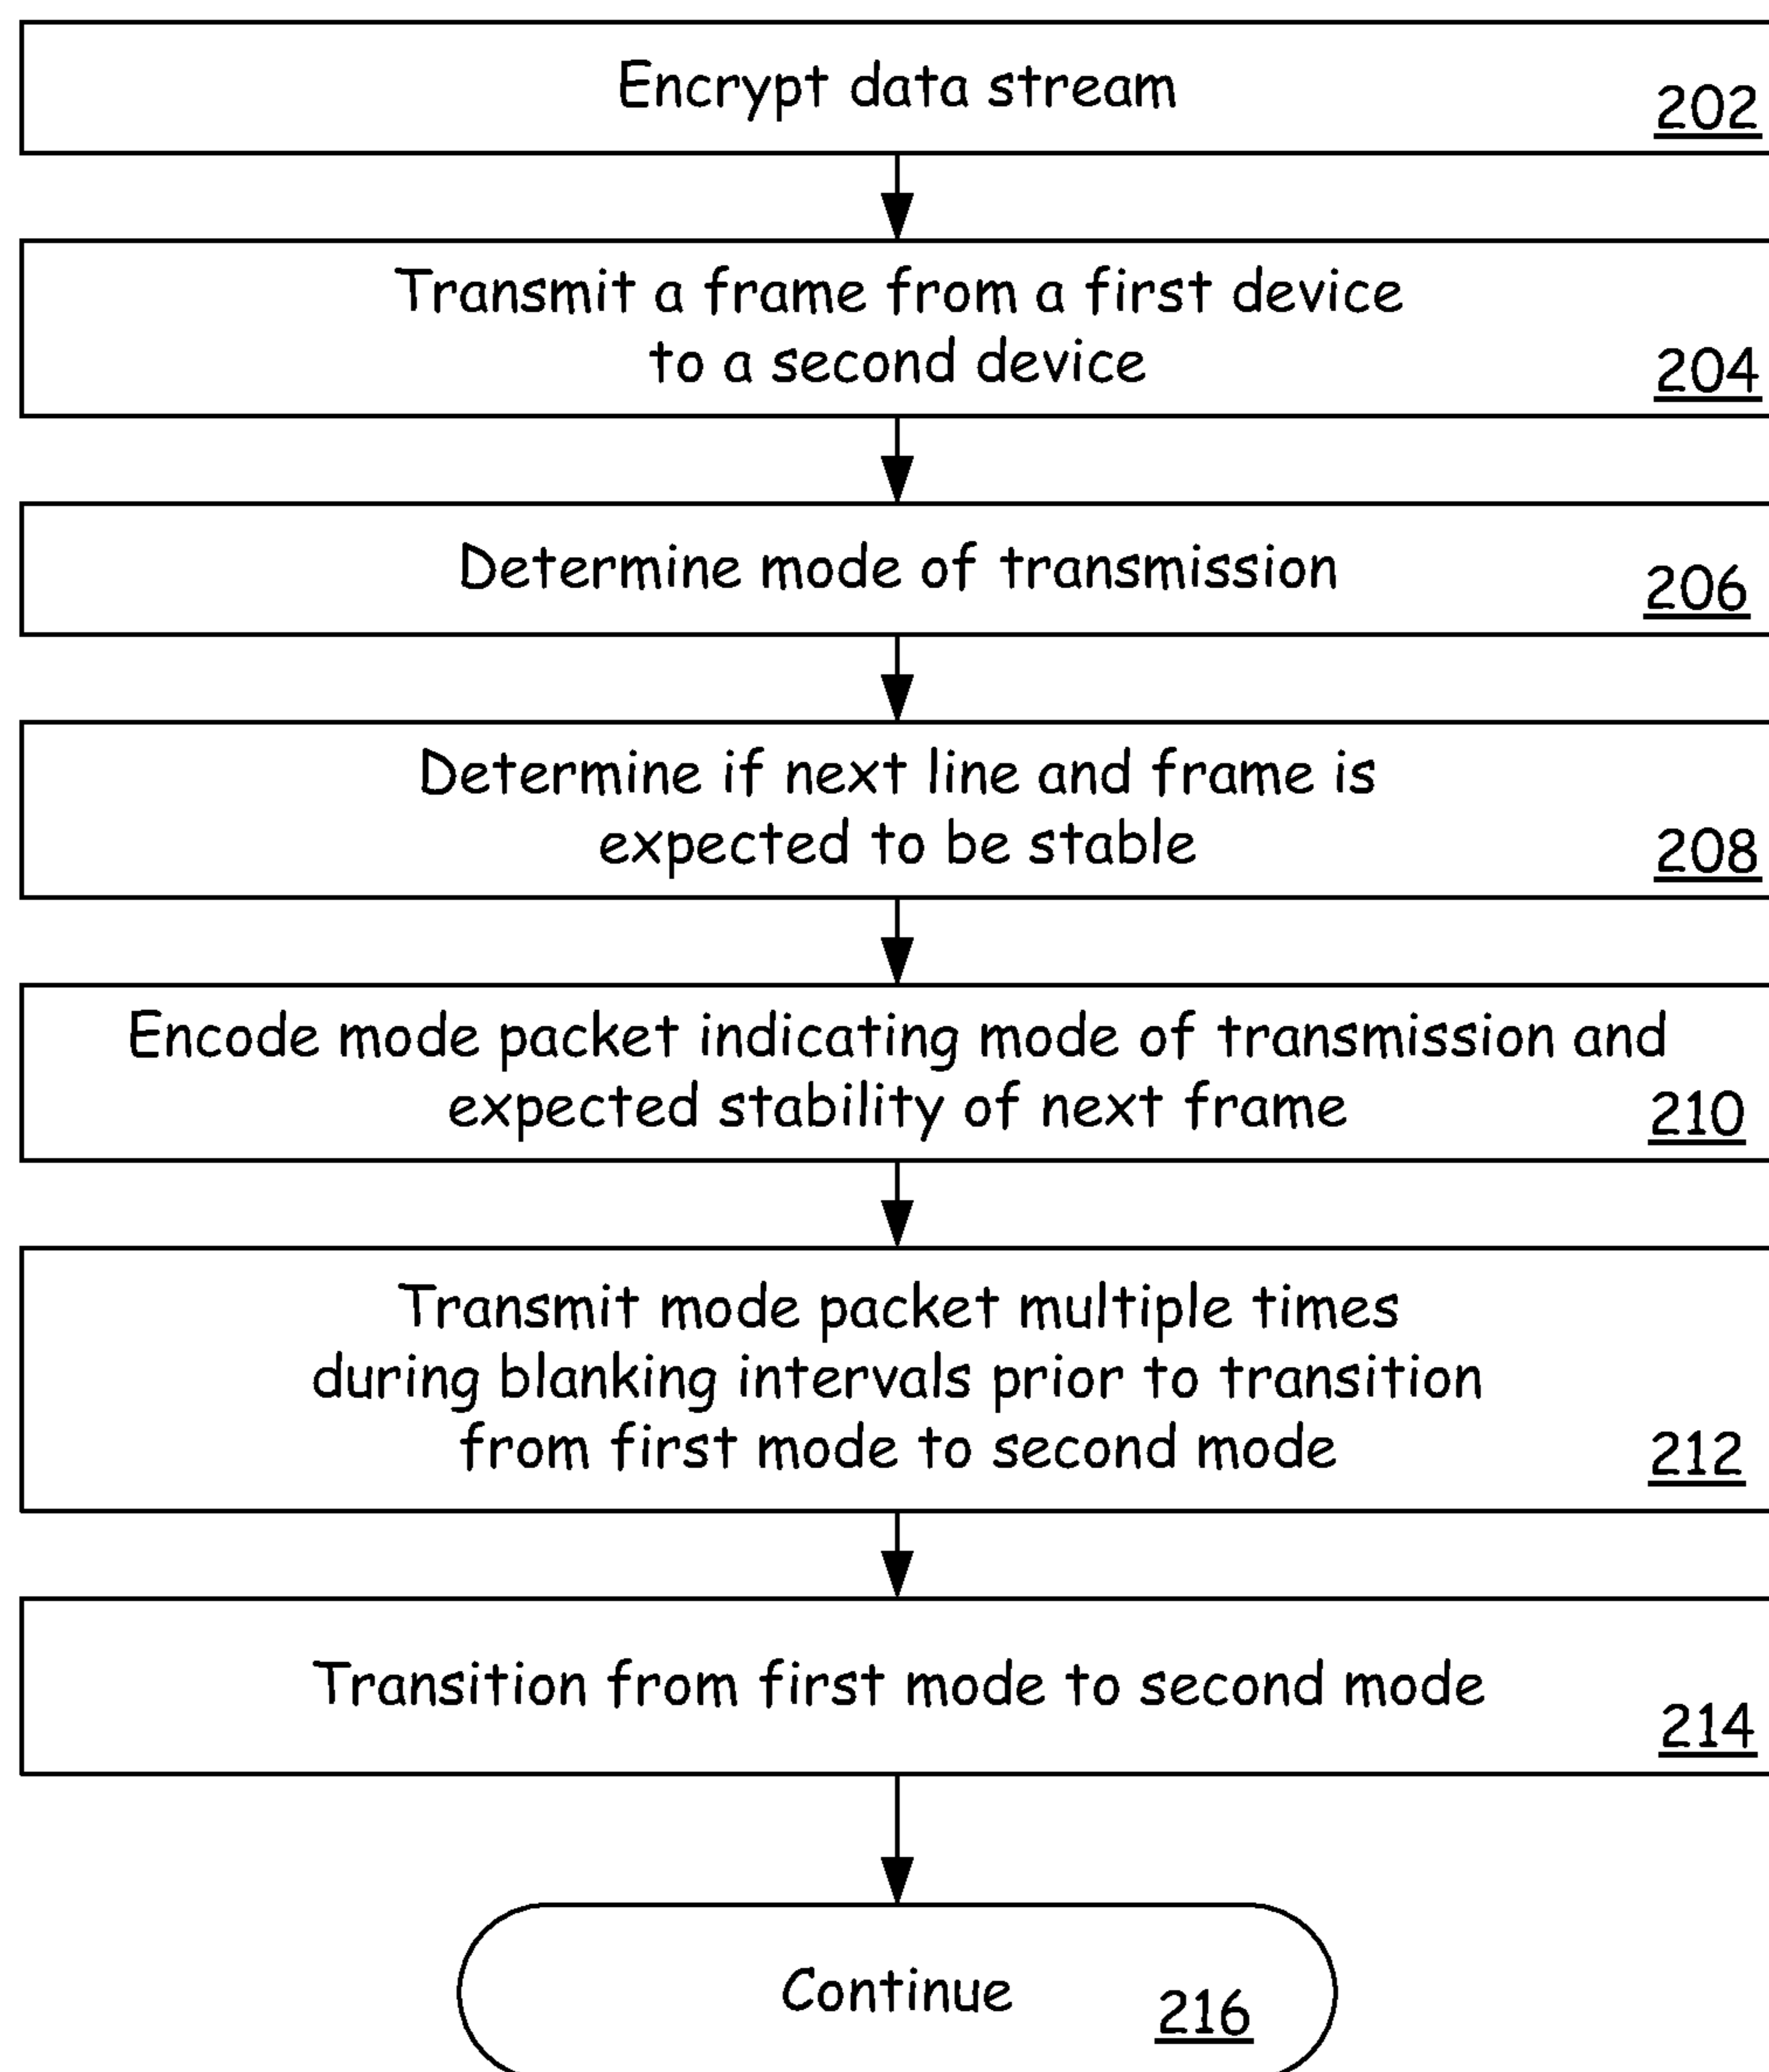 Encrypt data stream
202
Transmit a frame from a first device
to a second device
204
Determine mode of transmission
206
Determine if next line and frame is
expected to be stable
208
Encode mode packet indicating mode of transmission and
expected stability of next frame
210
Transmit mode packet multiple times
during blanking intervals prior to transition
from first mode to second mode
212
Transition from first mode to second mode
214
Continue
216